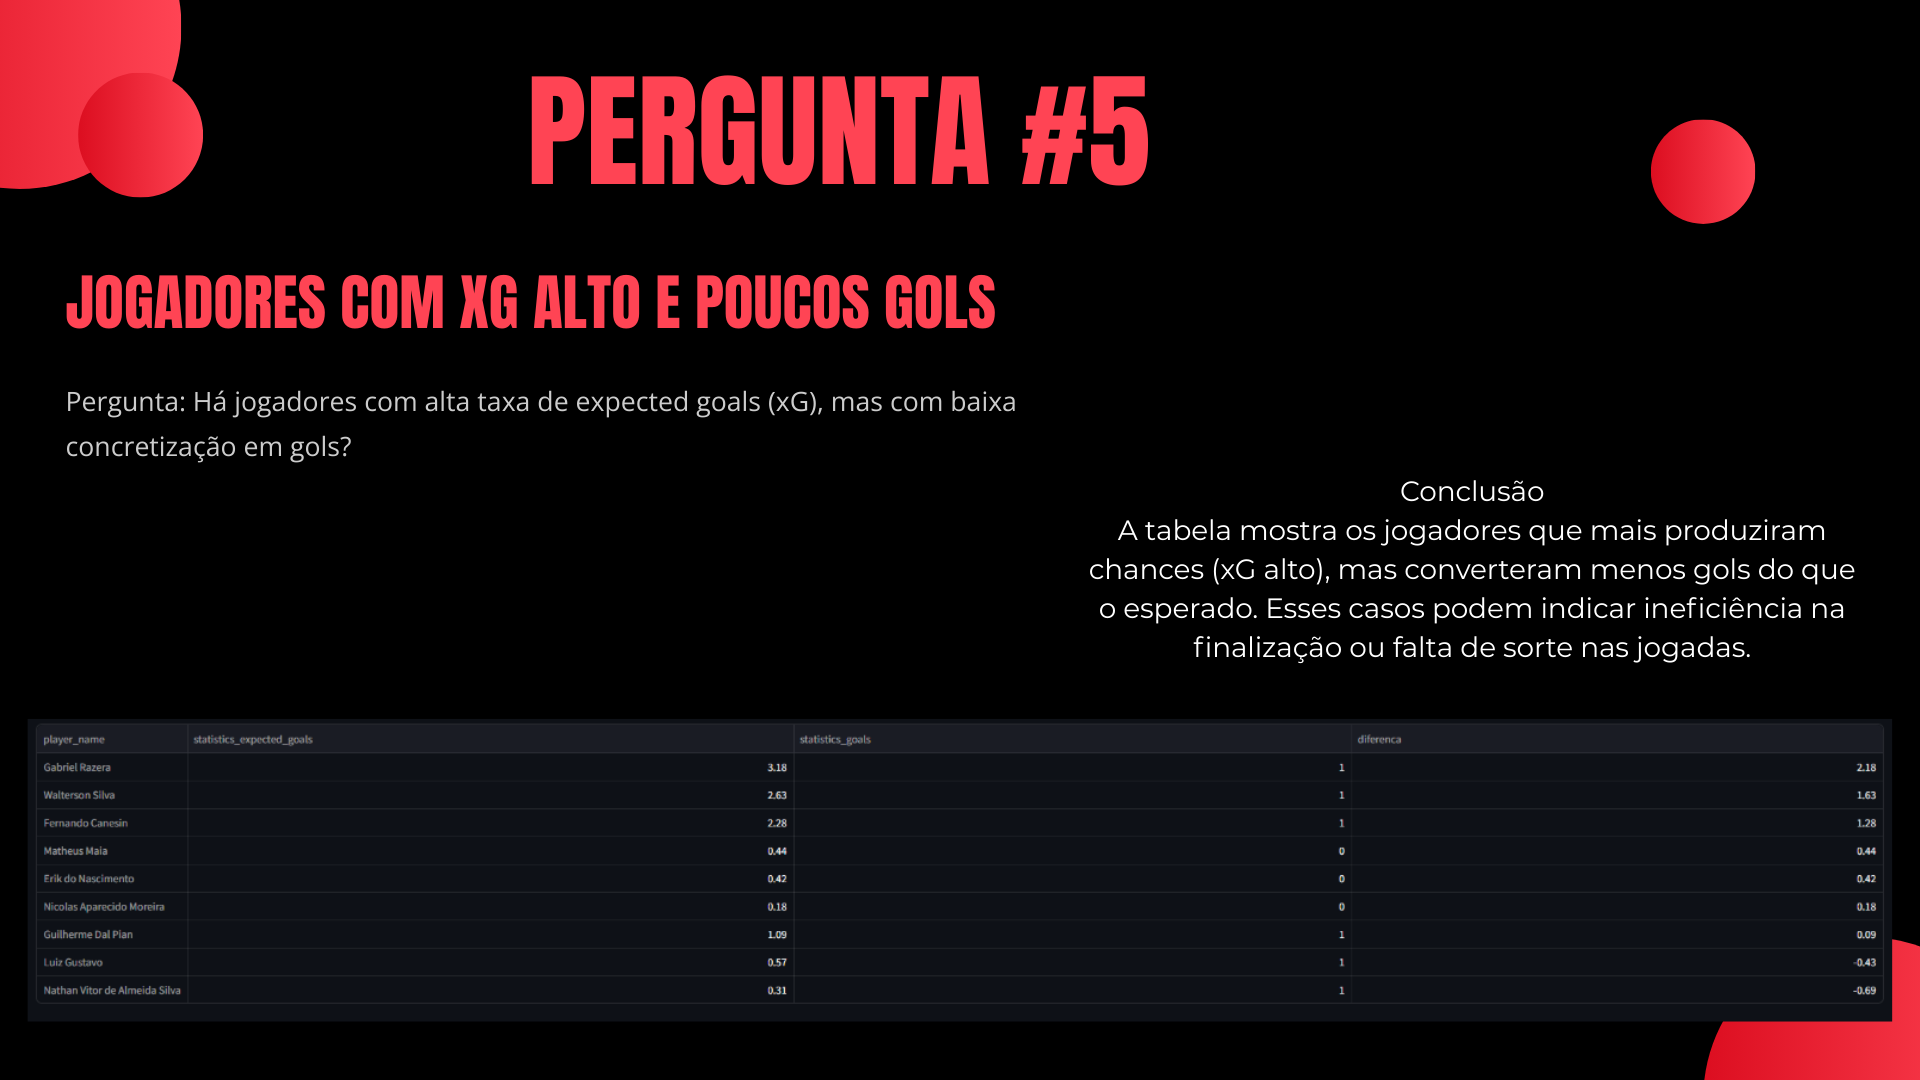 PERGUNTA #5
JOGADORES COM XG ALTO E POUCOS GOLS
Pergunta: Há jogadores com alta taxa de expected goals (xG), mas com baixa
concretização em gols?
Conclusão
A tabela mostra os jogadores que mais produziram
chances (xG alto), mas converteram menos gols do que
o esperado. Esses casos podem indicar ineficiência na
finalização ou falta de sorte nas jogadas.
player_name statistics_expected_goals statistics_goals diferenca
Gabriel Razera 3.18 1 2.18
Walterson Silva 2.63 1 1.63
Fernando Canesin 2.28 1 1.28
Matheus Maia 0.44 0 0.44
Erik do Nascimento 0.42 0 0.42
Nicolas Aparecido Moreira 0.18 0 0.18
Guilherme Dal Pian 1.09 1 0.09
Luiz Gustavo 0.57 1 -0.43
Nathan Vitor de Almeida Silva 0.31 1 -0.69